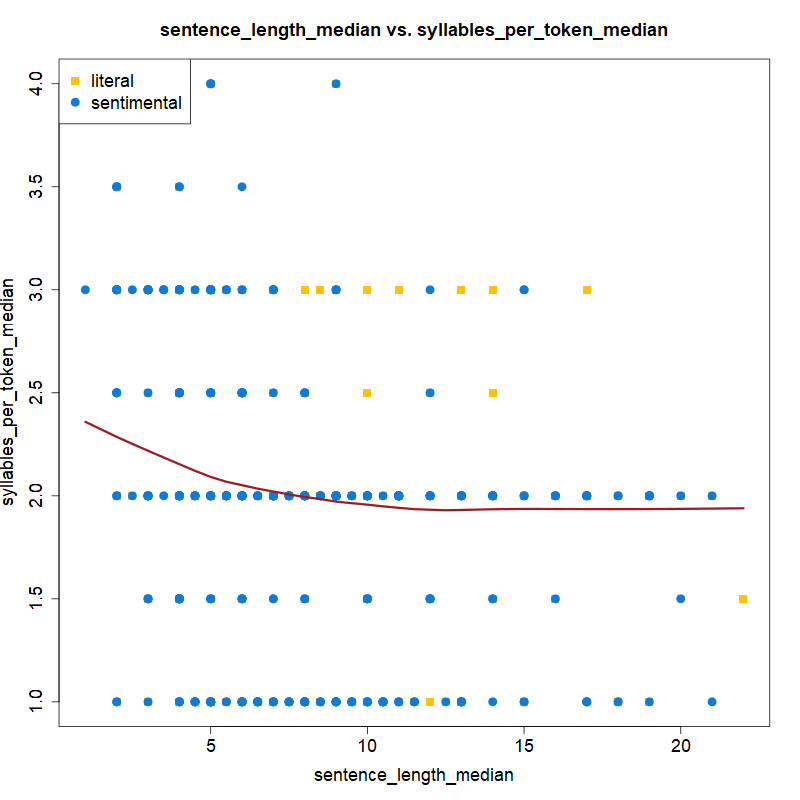 sentence_length_median vs. syllables_per_token_median
literal
sentimental
4.0
3.5
3.0
2.5
2.0
1.5
1.0
syllables_per_token_median
5 10 15 20
sentence_length_median